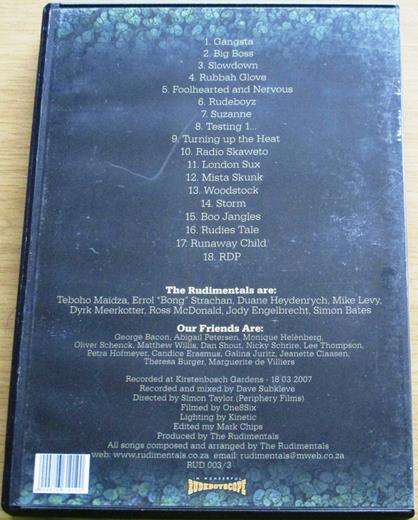 1. Gangsta
2. Big Boss
3. Slowdown
4. Rubbah Glove
5. Foolhearted and Nervous
6. Rudeboyz
7. Suzanne
8. Testing 1...
9. Turning up the Heat
10. Radio Skaweto
11. London Sux
12. Mista Skunk
13. Woodstock
14. Storm
15. Boo Jangles
16. Rudies Tale
17. Runaway Child
18. RDP
The Rudimentals are:
Teboho Maidza, Errol "Bong" Strachan, Duane Heydenrych, Mike Levy,
Dyrk Meerkotter, Ross McDonald, Jody Engelbrecht, Simon Bates
Our Friends Are:
George Bacon, Abigail Petersen, Monique Helënberg,
Oliver Schenck, Matthew Willis, Dan Shout, Nicky Schrire, Lee Thompson,
Petra Hofmeyer, Candice Erasmus, Galina Juritz, Jeanette Claasen,
Theresa Burger, Marguerite de Villiers
Recorded at Kirstenbosch Gardens - 18 03 2007
Recorded and mixed by Dave Subkleve
Directed by Simon Taylor (Periphery Films)
Filmed by One8Six
Lighting by Kinetic
Edited my Mark Chips
Produced by The Rudimentals
All songs composed and arranged by The Rudimentals
web: www.rudimentals.co.za email: rudimentals@mweb.co.za
RUD 003/3
IN WONDERFUL
RUDEBOYSCOPE